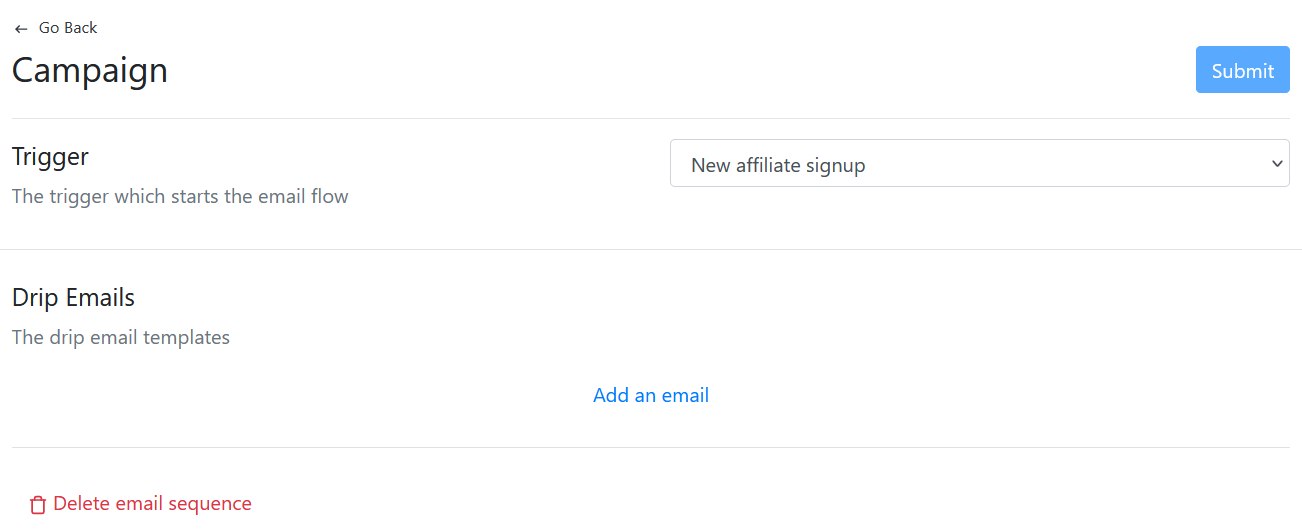 Go Back
Campaign
Submit
Trigger
New affiliate signup
The trigger which starts the email flow
Drip Emails
The drip email templates
Add an email
Delete email sequence